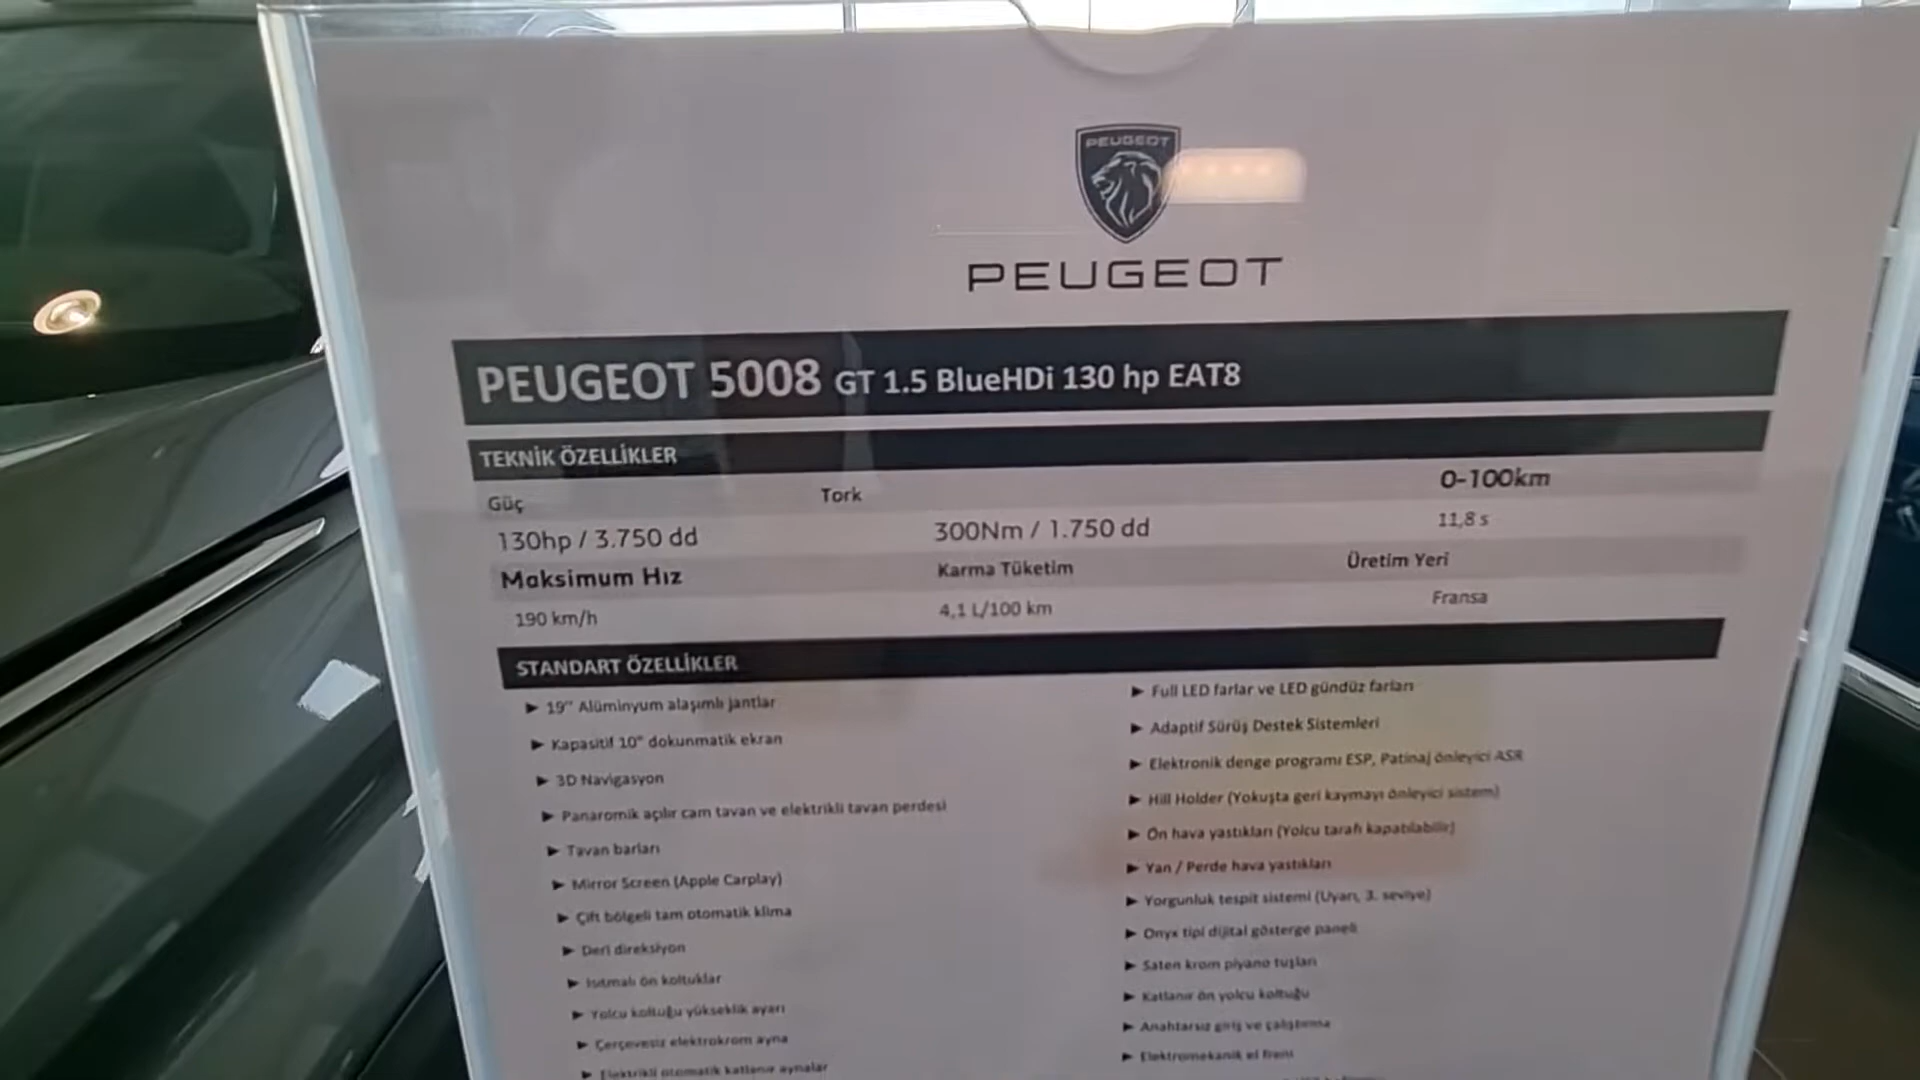 PEUGEOT
PEUGEOT
PEUGEOT 5008 GT 1.5 BlueHDi 130 hp EAT8
TEKNİK ÖZELLİKLER
Güç Tork 0-100km
130hp / 3.750 dd 300Nm / 1.750 dd 11,8 s
Maksimum Hız Karma Tüketim Üretim Yeri
190 km/h 4,1 L/100 km Fransa
STANDART ÖZELLİKLER
► 19" Alüminyum alaşımlı jantlar
► Kapasitif 10" dokunmatik ekran
► 3D Navigasyon
► Panaromik açılır cam tavan ve elektrikli tavan perdesi
► Tavan barları
► Mirror Screen (Apple Carplay)
► Çift bölgeli tam otomatik klima
► Deri direksiyon
► Isıtmalı ön koltuklar
► Yolcu koltuğu yükseklik ayarı
► Çerçevesiz elektrokrom ayna
► Elektrikli otomatik katlanır aynalar
► Full LED farlar ve LED gündüz farları
► Adaptif Sürüş Destek Sistemleri
► Elektronik denge programı ESP, Patinaj önleyici ASR
► Hill Holder (Yokuşta geri kaymayı önleyici sistem)
► Ön hava yastıkları (Yolcu tarafı kapatılabilir)
► Yan / Perde hava yastıkları
► Yorgunluk tespit sistemi (Uyarı, 3. seviye)
► Onyx tipi dijital gösterge paneli
► Saten krom piyano tuşları
► Katlanır ön yolcu koltuğu
► Anahtarsız giriş ve çalıştırma
► Elektromekanik el freni